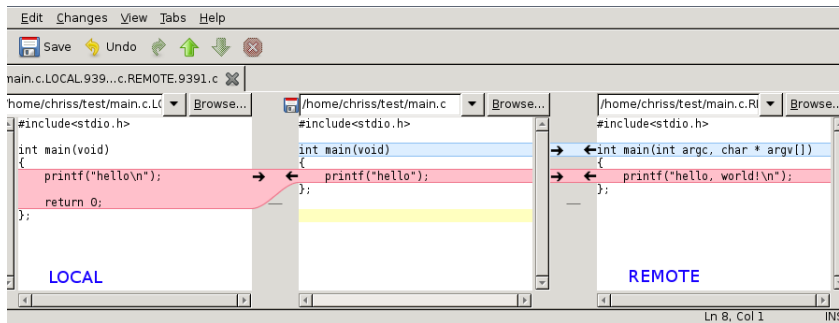 Edit Changes View Tabs Help
Save Undo
main.c.LOCAL.939...c.REMOTE.9391.c
/home/chriss/test/main.c.L Browse...
/home/chriss/test/main.c Browse...
/home/chriss/test/main.c.R Browse...
#include<stdio.h>
int main(void)
{
printf("hello\n");
return 0;
};
LOCAL
#include<stdio.h>
int main(void)
{
printf("hello");
};
#include<stdio.h>
int main(int argc, char * argv[])
{
printf("hello, world!\n");
};
REMOTE
Ln 8, Col 1